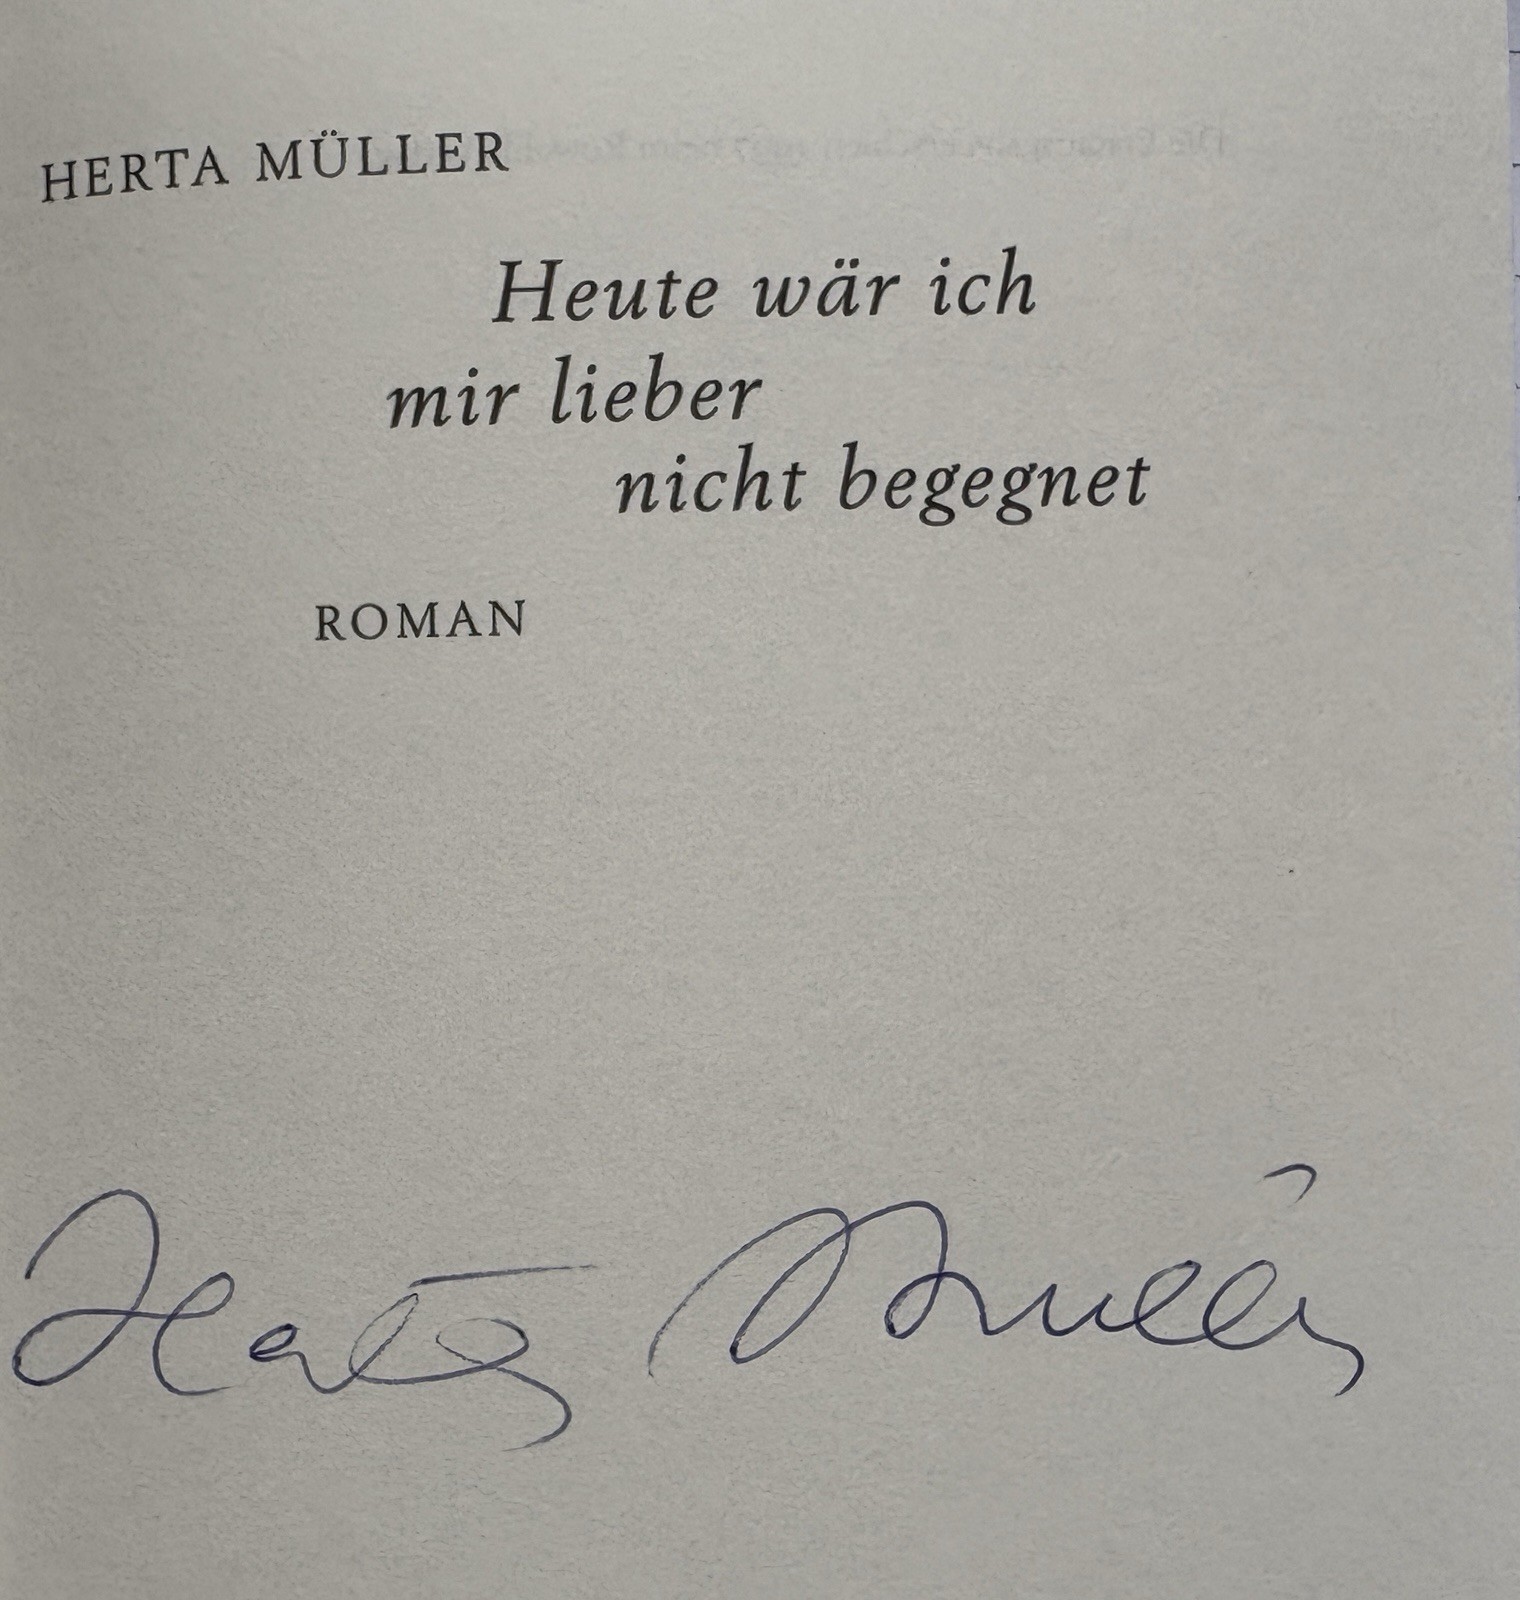 HERTA MÜLLER
Heute wär ich
mir lieber
nicht begegnet
ROMAN
Herta Müller